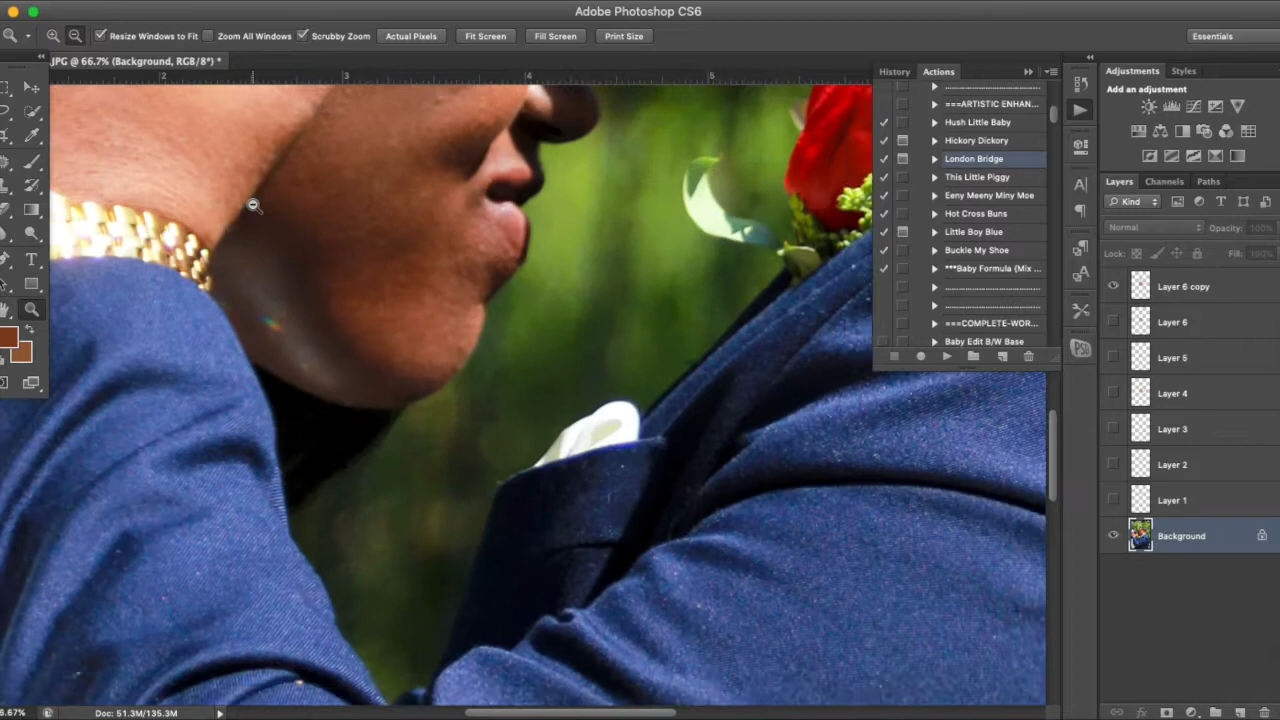 Adobe Photoshop CS6
Resize Windows to Fit Zoom All Windows Scrubby Zoom Actual Pixels Fit Screen Fill Screen Print Size Essentials
JPG @ 66.7% (Background, RGB/8*) *
2 3 4 5
History Actions
===ARTISTIC ENHAN...
Hush Little Baby
Hickory Dickory
London Bridge
This Little Piggy
Eeny Meeny Miny Moe
Hot Cross Buns
Little Boy Blue
Buckle My Shoe
***Baby Formula {Mix ...
===COMPLETE-WOR...
Baby Edit B/W Base
Adjustments Styles
Add an adjustment
Layers Channels Paths
Kind
Normal Opacity: 100%
Lock: Fill: 100%
Layer 6 copy
Layer 6
Layer 5
Layer 4
Layer 3
Layer 2
Layer 1
Background
6.67% Doc: 51.3M/135.3M